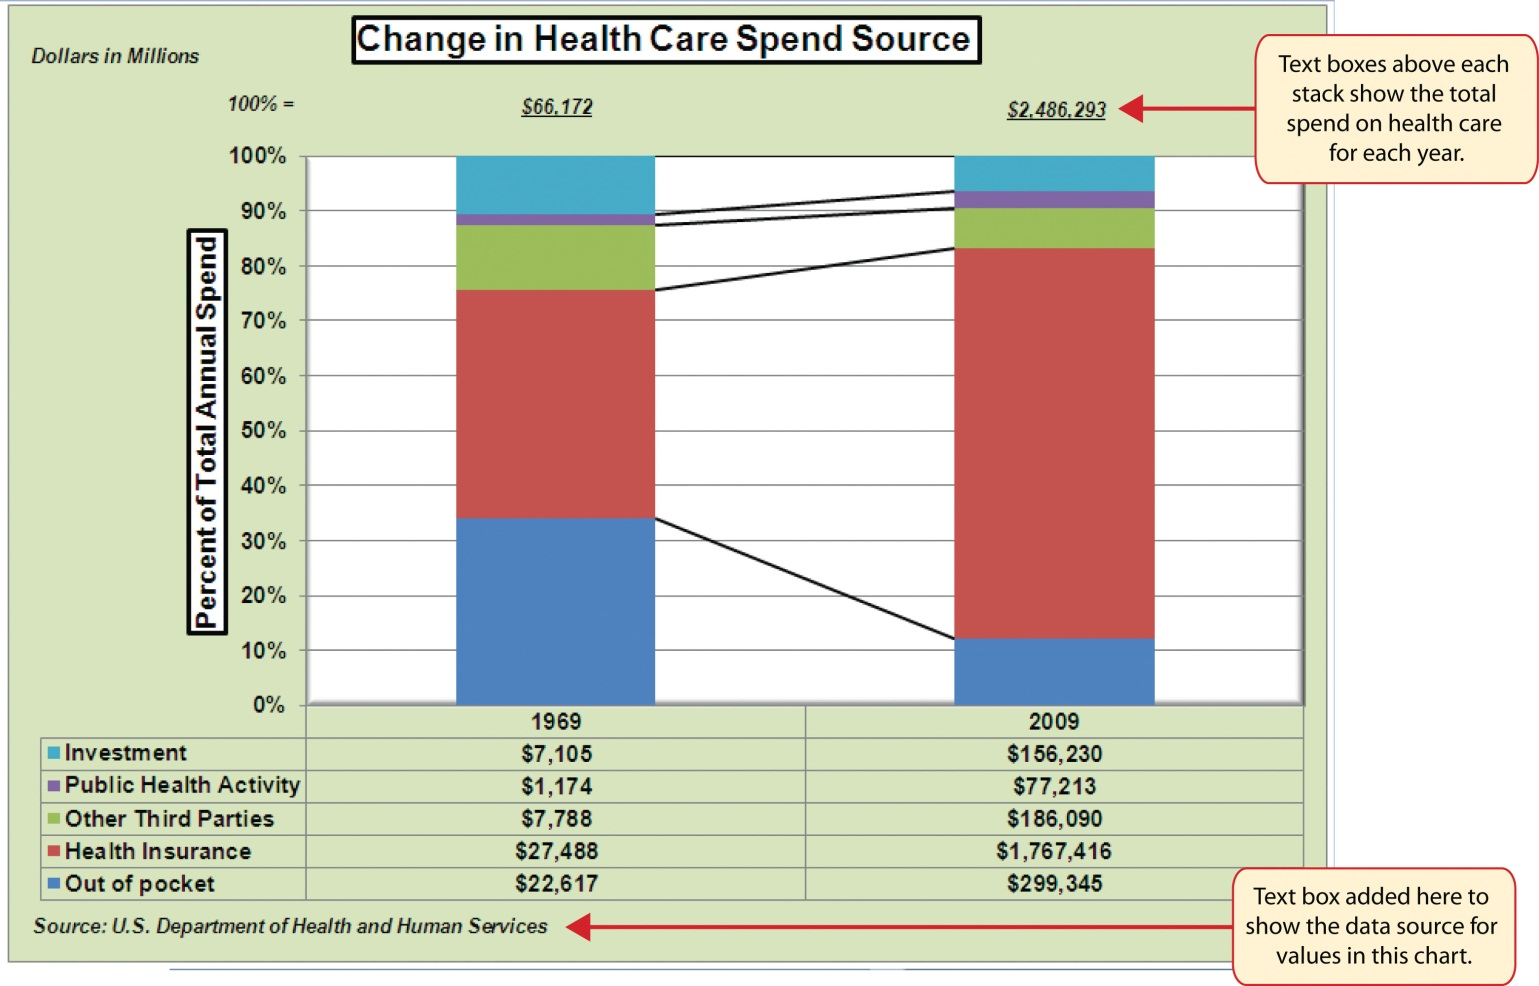 Change in Health Care Spend Source
Dollars in Millions
Text boxes above each
stack show the total
spend on health care
for each year.
100% = $66,172 $2,486,293
100%
90%
80%
70%
60%
50%
40%
30%
20%
10%
0%
Percent of Total Annual Spend
1969 2009
Investment $7,105 $156,230
Public Health Activity $1,174 $77,213
Other Third Parties $7,788 $186,090
Health Insurance $27,488 $1,767,416
Out of pocket $22,617 $299,345
Source: U.S. Department of Health and Human Services
Text box added here to
show the data source for
values in this chart.